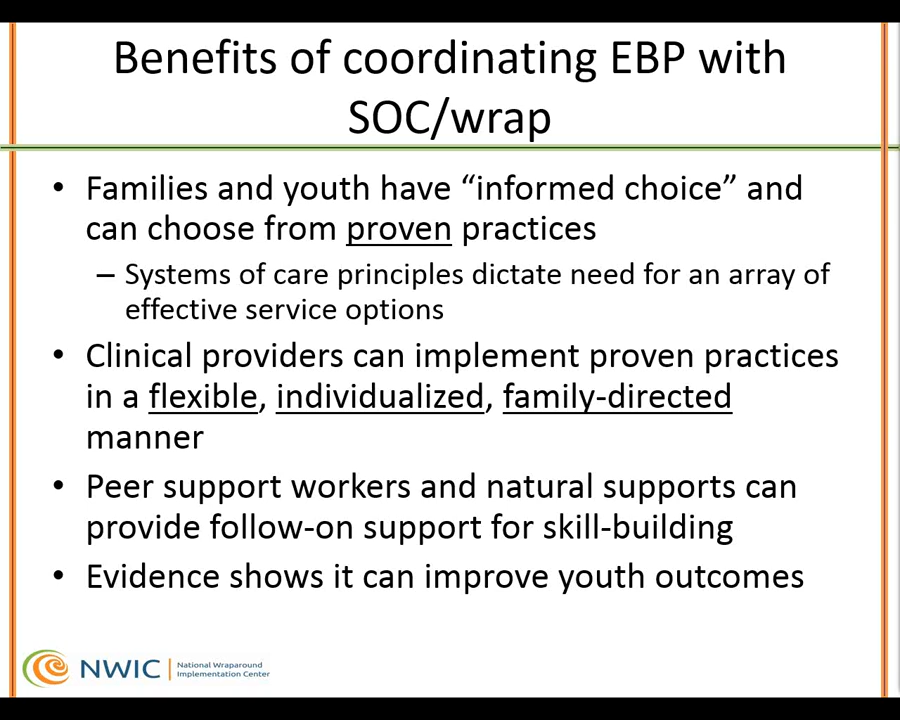 Benefits of coordinating EBP with
SOC/wrap
• Families and youth have “informed choice” and
can choose from proven practices
– Systems of care principles dictate need for an array of
effective service options
• Clinical providers can implement proven practices
in a flexible, individualized, family-directed
manner
• Peer support workers and natural supports can
provide follow-on support for skill-building
• Evidence shows it can improve youth outcomes
NWIC
National Wraparound
Implementation Center